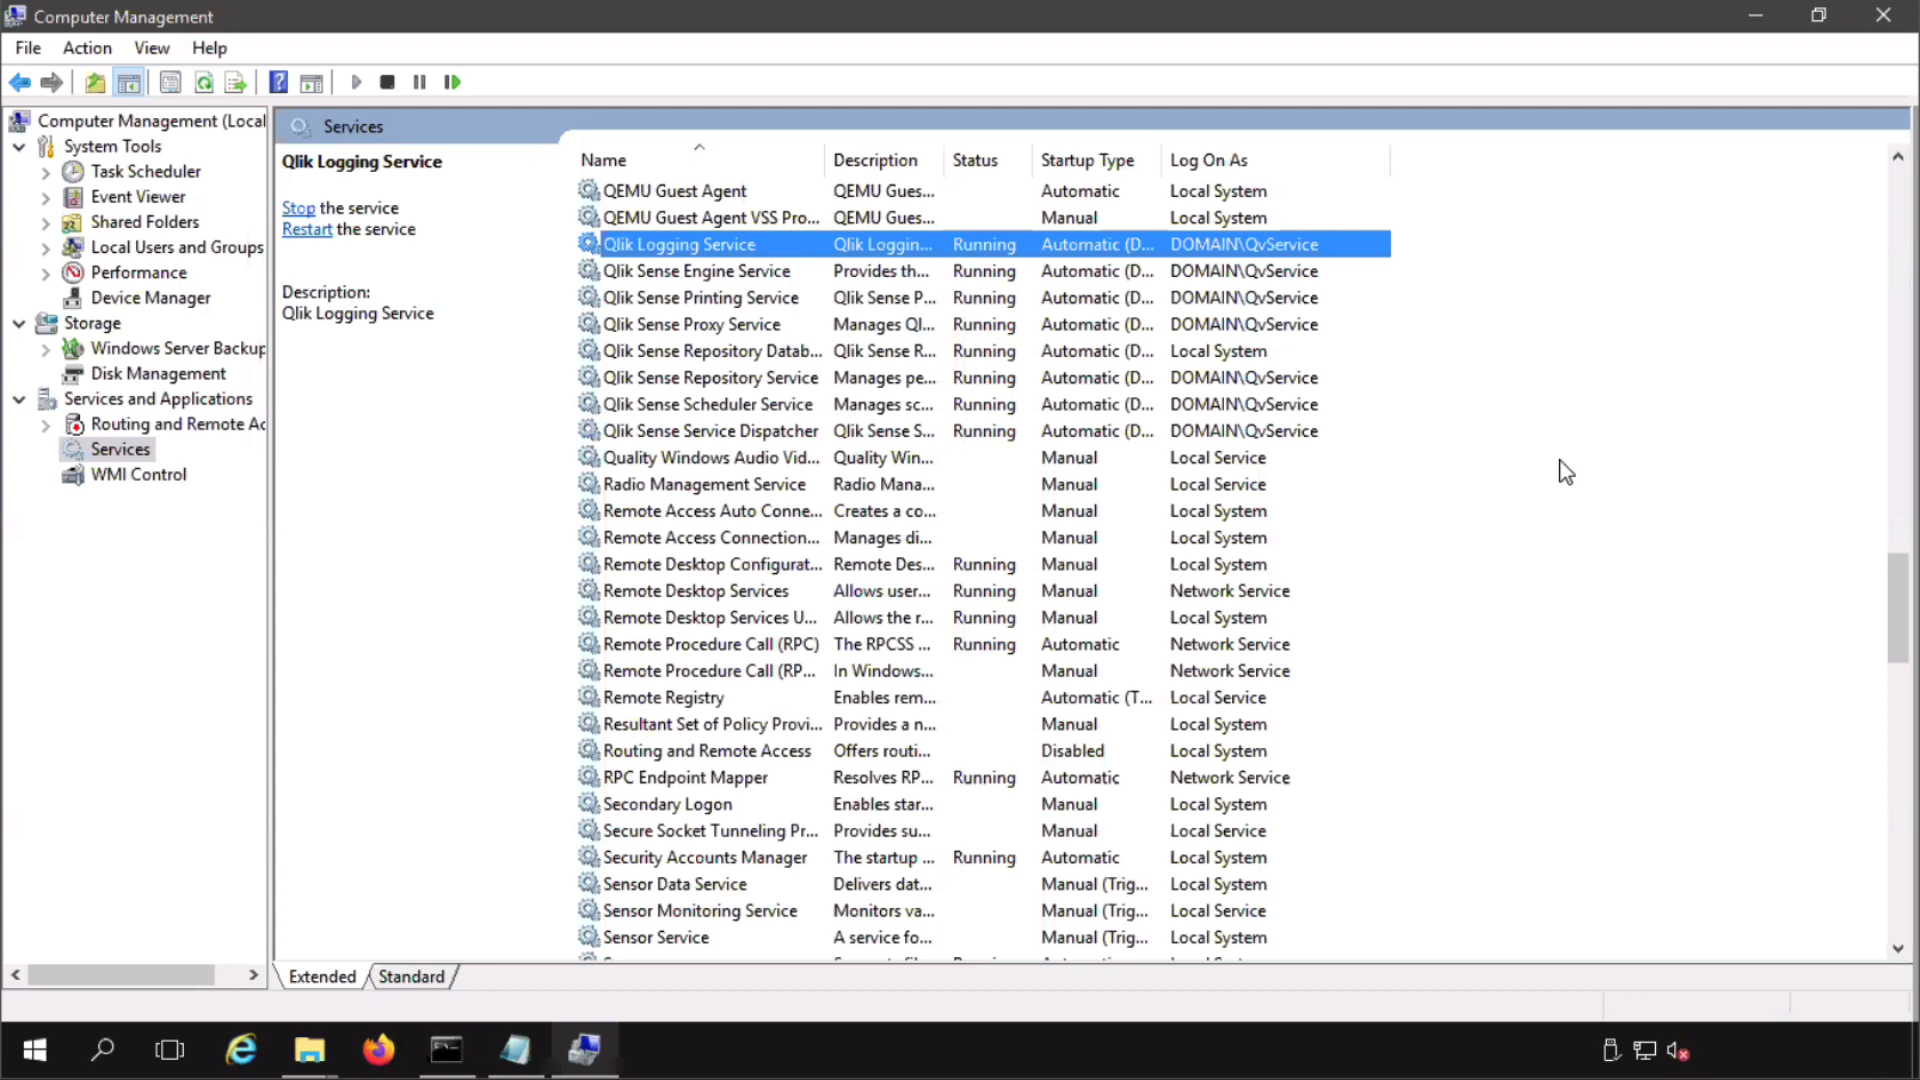 Computer Management
File Action View Help
Computer Management (Local
System Tools
Task Scheduler
Event Viewer
Shared Folders
Local Users and Groups
Performance
Device Manager
Storage
Windows Server Backup
Disk Management
Services and Applications
Routing and Remote Ac
Services
WMI Control
Services
Qlik Logging Service
Stop the service
Restart the service
Description:
Qlik Logging Service
Name Description Status Startup Type Log On As
QEMU Guest Agent QEMU Gues... Automatic Local System
QEMU Guest Agent VSS Pro... QEMU Gues... Manual Local System
Qlik Logging Service Qlik Loggin... Running Automatic (D... DOMAIN\QvService
Qlik Sense Engine Service Provides th... Running Automatic (D... DOMAIN\QvService
Qlik Sense Printing Service Qlik Sense P... Running Automatic (D... DOMAIN\QvService
Qlik Sense Proxy Service Manages Ql... Running Automatic (D... DOMAIN\QvService
Qlik Sense Repository Datab... Qlik Sense R... Running Automatic (D... Local System
Qlik Sense Repository Service Manages pe... Running Automatic (D... DOMAIN\QvService
Qlik Sense Scheduler Service Manages sc... Running Automatic (D... DOMAIN\QvService
Qlik Sense Service Dispatcher Qlik Sense S... Running Automatic (D... DOMAIN\QvService
Quality Windows Audio Vid... Quality Win... Manual Local Service
Radio Management Service Radio Mana... Manual Local Service
Remote Access Auto Conne... Creates a co... Manual Local System
Remote Access Connection... Manages di... Manual Local System
Remote Desktop Configurat... Remote Des... Running Manual Local System
Remote Desktop Services Allows user... Running Manual Network Service
Remote Desktop Services U... Allows the r... Running Manual Local System
Remote Procedure Call (RPC) The RPCSS ... Running Automatic Network Service
Remote Procedure Call (RP... In Windows... Manual Network Service
Remote Registry Enables rem... Automatic (T... Local Service
Resultant Set of Policy Provi... Provides a n... Manual Local System
Routing and Remote Access Offers routi... Disabled Local System
RPC Endpoint Mapper Resolves RP... Running Automatic Network Service
Secondary Logon Enables star... Manual Local System
Secure Socket Tunneling Pr... Provides su... Manual Local Service
Security Accounts Manager The startup ... Running Automatic Local System
Sensor Data Service Delivers dat... Manual (Trig... Local System
Sensor Monitoring Service Monitors va... Manual (Trig... Local Service
Sensor Service A service fo... Manual (Trig... Local System
Extended Standard